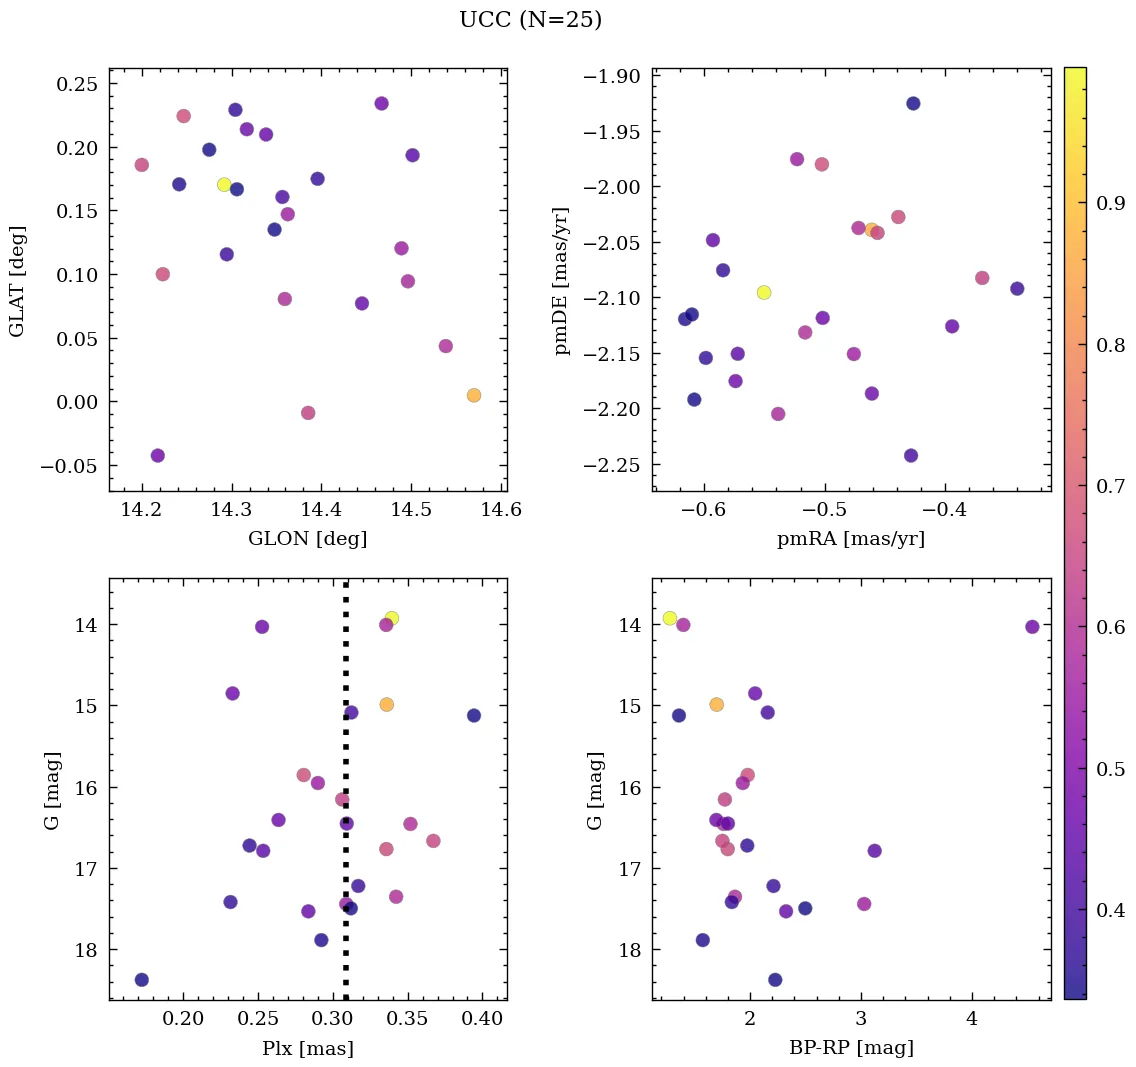 UCC (N=25)
0.25
0.20
0.15
0.10
0.05
0.00
−0.05
GLAT [deg]
14.2 14.3 14.4 14.5 14.6
GLON [deg]
−1.90
−1.95
−2.00
−2.05
−2.10
−2.15
−2.20
−2.25
pmDE [mas/yr]
−0.6 −0.5 −0.4
pmRA [mas/yr]
14
15
16
17
18
G [mag]
0.20 0.25 0.30 0.35 0.40
Plx [mas]
14
15
16
17
18
G [mag]
2 3 4
BP-RP [mag]
0.9
0.8
0.7
0.6
0.5
0.4